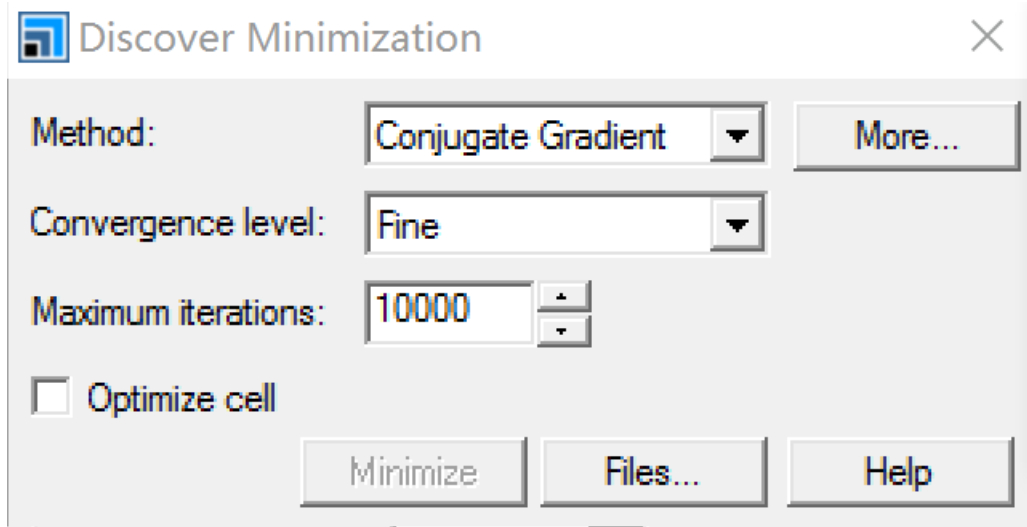 Discover Minimization
Method: Conjugate Gradient More...
Convergence level: Fine
Maximum iterations: 10000
Optimize cell
Minimize Files... Help